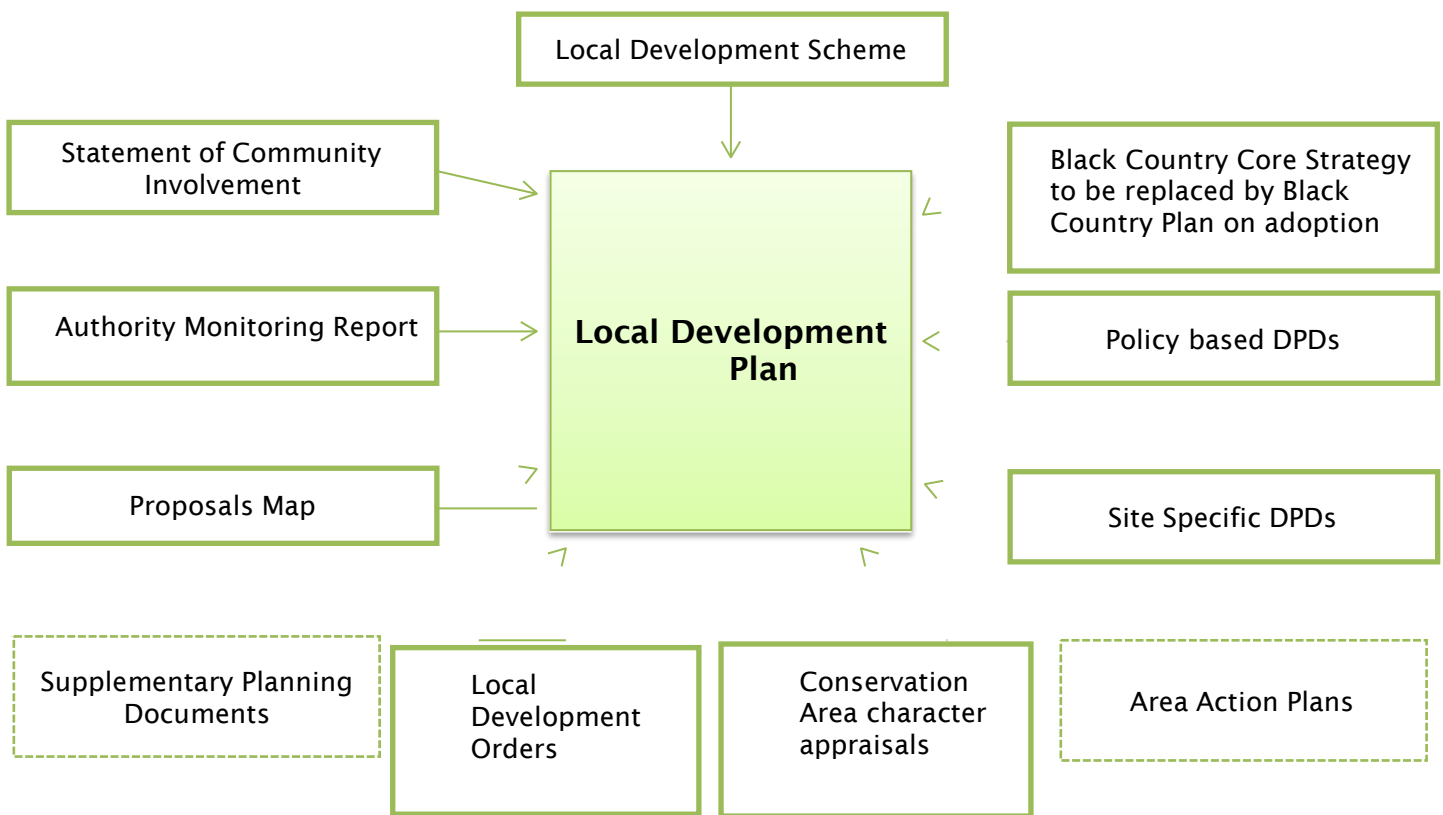 Local Development Scheme
Statement of Community
Involvement
Black Country Core Strategy
to be replaced by Black
Country Plan on adoption
Authority Monitoring Report
Local Development
Plan
Policy based DPDs
Proposals Map
Site Specific DPDs
Supplementary Planning
Documents
Local
Development
Orders
Conservation
Area character
appraisals
Area Action Plans